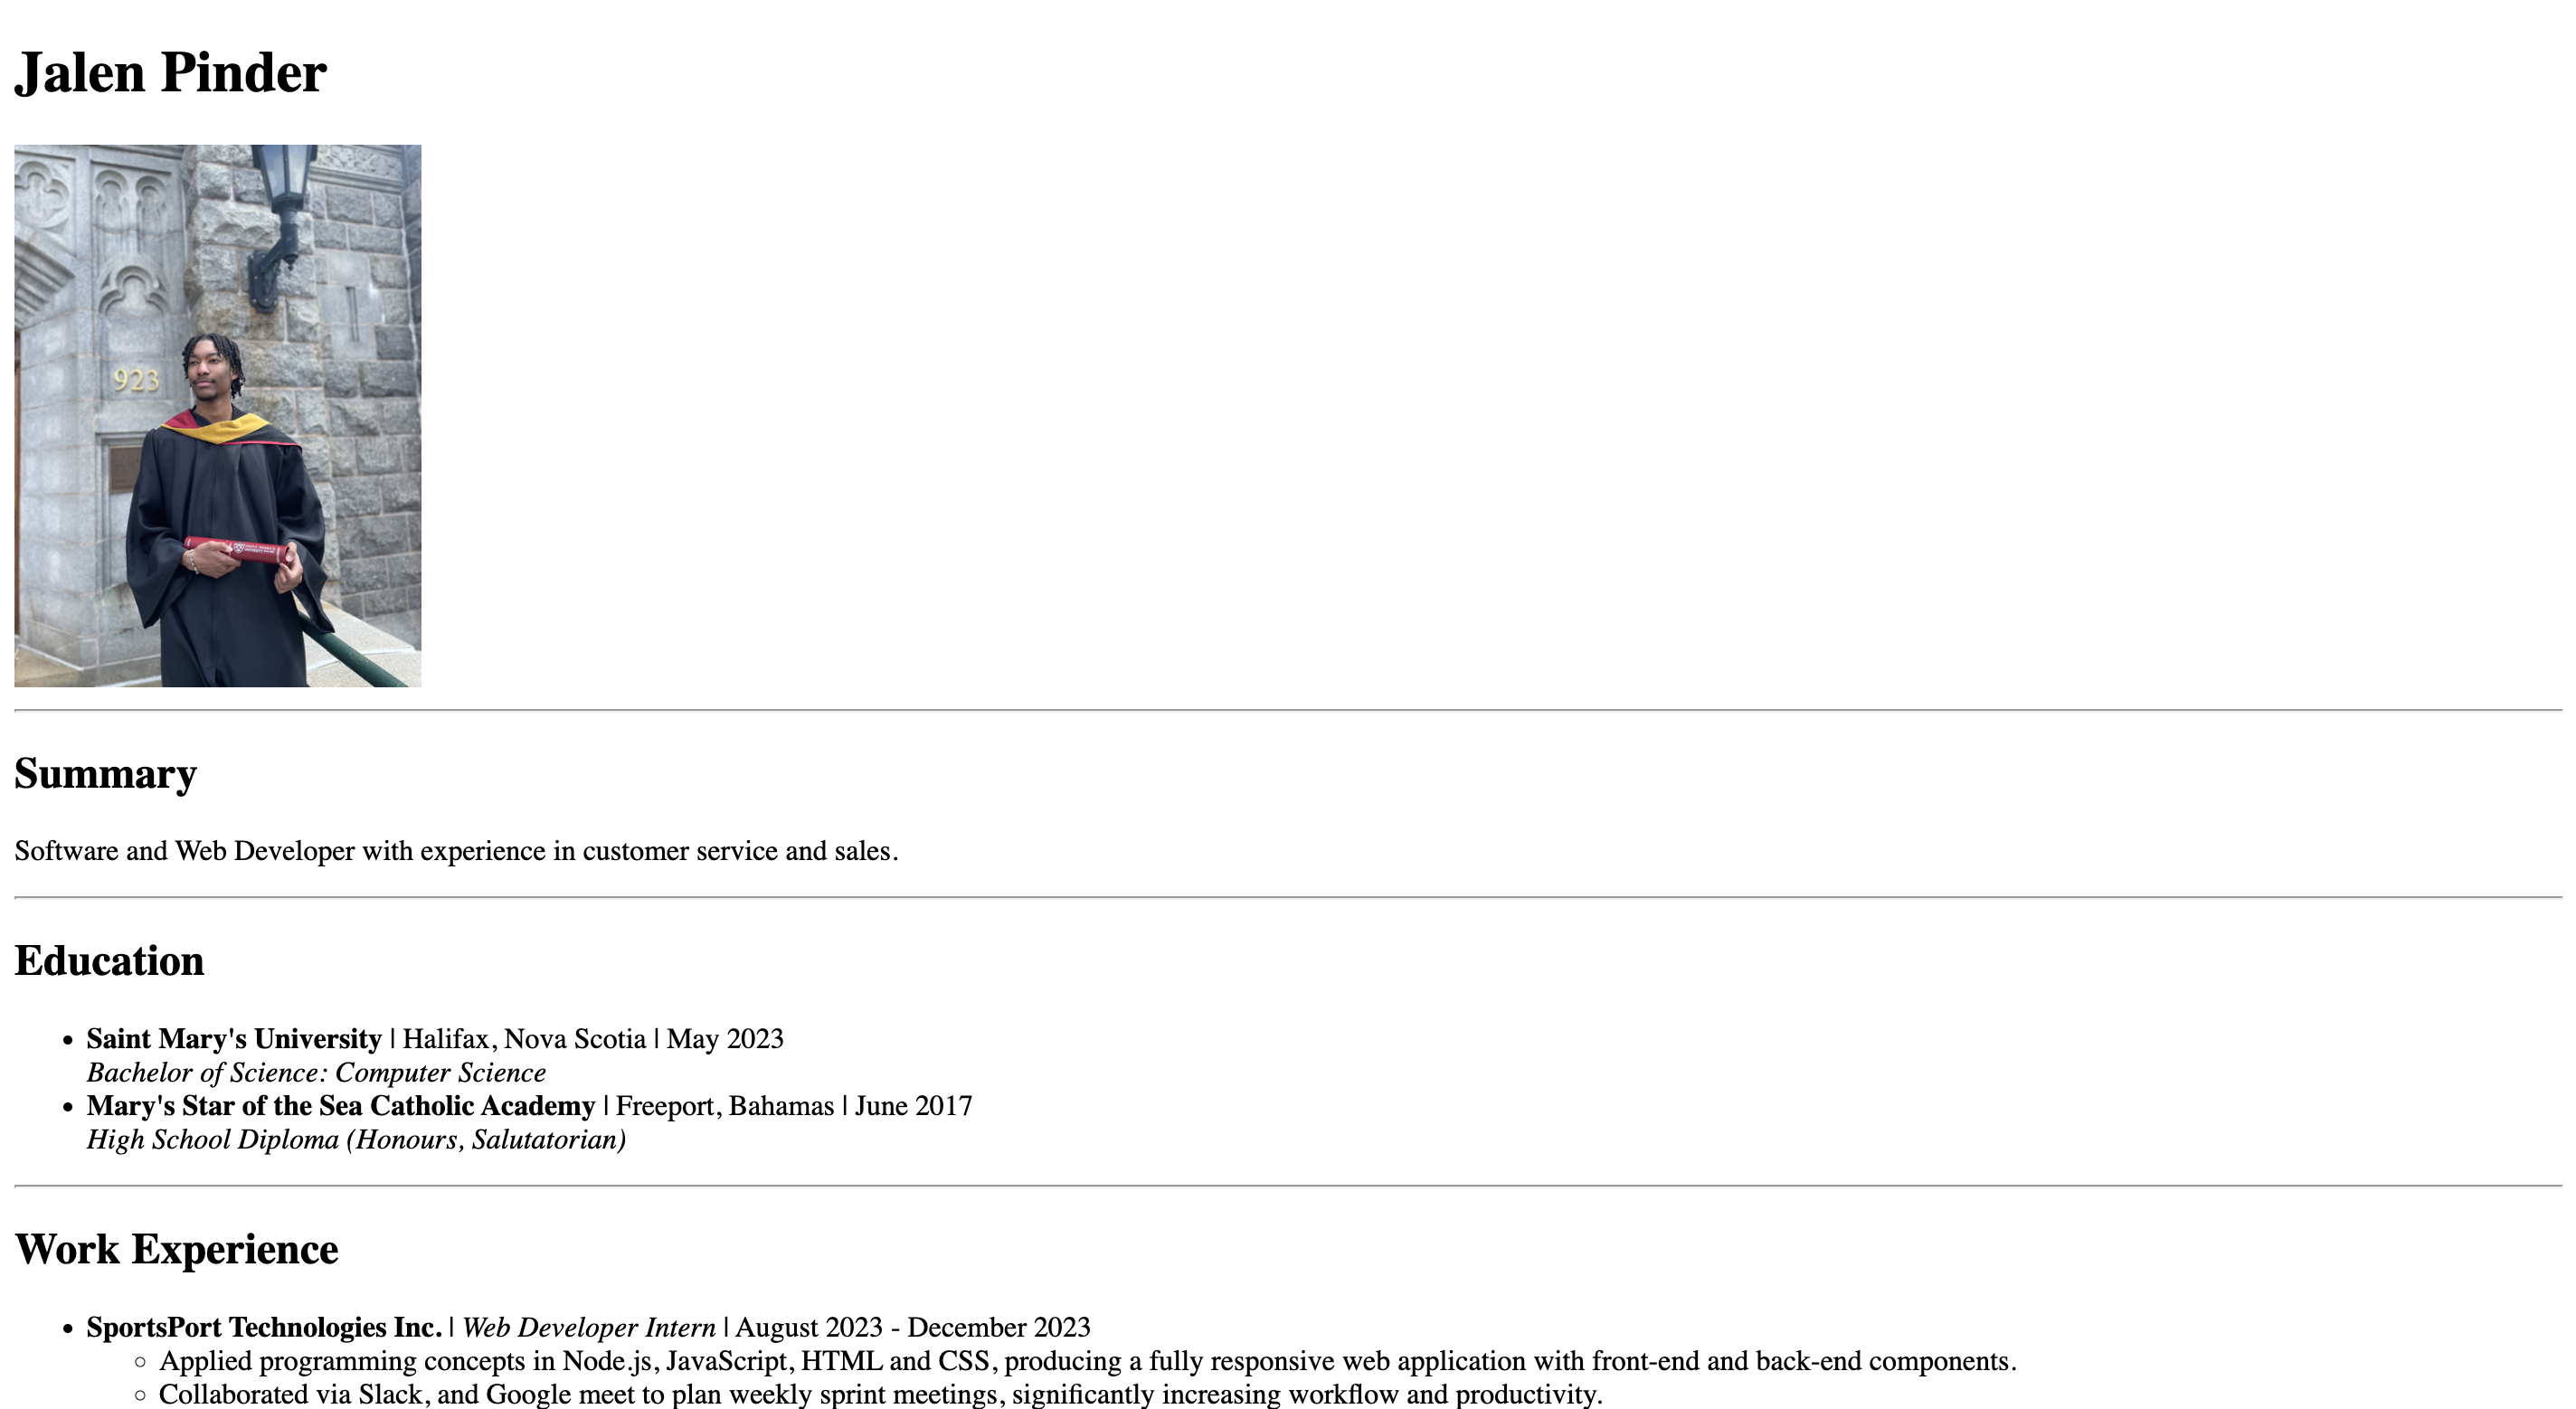 Jalen Pinder
923
Summary
Software and Web Developer with experience in customer service and sales.
Education
• Saint Mary's University | Halifax, Nova Scotia | May 2023
Bachelor of Science: Computer Science
• Mary's Star of the Sea Catholic Academy | Freeport, Bahamas | June 2017
High School Diploma (Honours, Salutatorian)
Work Experience
• SportsPort Technologies Inc. | Web Developer Intern | August 2023 - December 2023
◦ Applied programming concepts in Node.js, JavaScript, HTML and CSS, producing a fully responsive web application with front-end and back-end components.
◦ Collaborated via Slack, and Google meet to plan weekly sprint meetings, significantly increasing workflow and productivity.